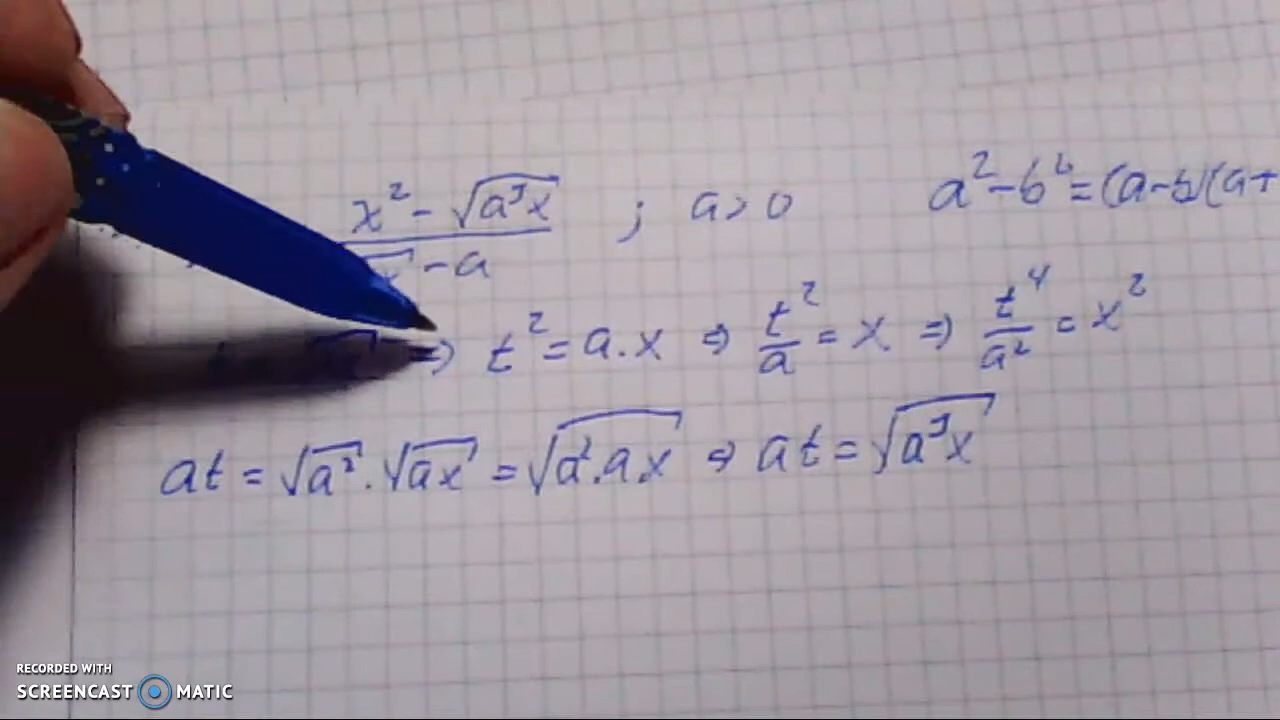 x² - √a³x ; a > 0 a² - b² = (a - b)(a +
- a
⇒ t² = a.x ⇒ t²/a = x ⇒ t⁴/a² = x²
at = √a² . √ax = √a².ax ⇒ at = √a³x
RECORDED WITH
SCREENCAST MATIC